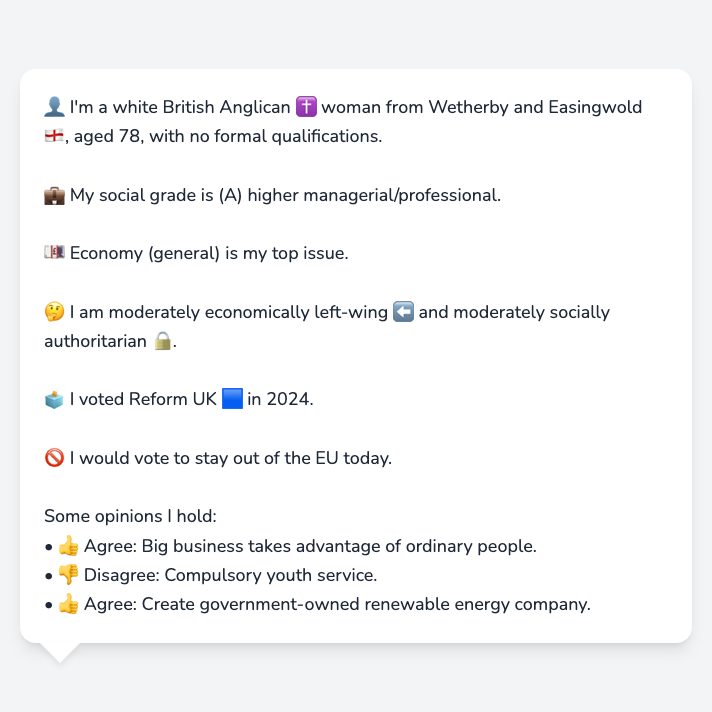 👤 I'm a white British Anglican ✝️ woman from Wetherby and Easingwold
🏴󠁧󠁢󠁥󠁮󠁧󠁿, aged 78, with no formal qualifications.
💼 My social grade is (A) higher managerial/professional.
💷 Economy (general) is my top issue.
🤔 I am moderately economically left-wing ⬅️ and moderately socially
authoritarian 🔒.
🗳️ I voted Reform UK 🟦 in 2024.
🚫 I would vote to stay out of the EU today.
Some opinions I hold:
• 👍 Agree: Big business takes advantage of ordinary people.
• 👎 Disagree: Compulsory youth service.
• 👍 Agree: Create government-owned renewable energy company.